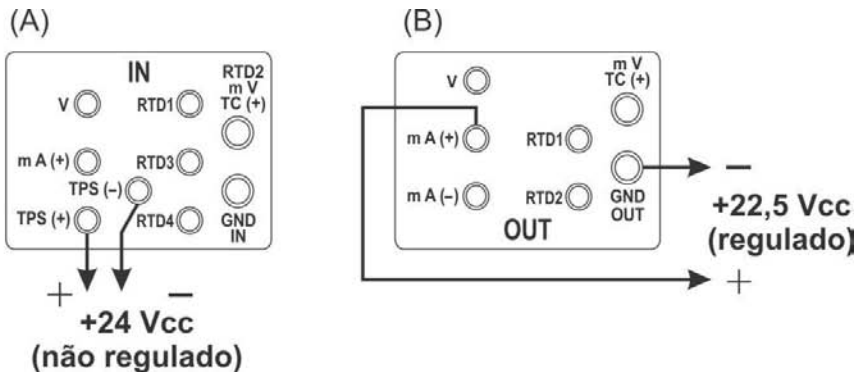 (A)
IN
RTD2
m V
TC (+)
V
RTD1
m A (+)
RTD3
TPS (–)
TPS (+)
RTD4
GND
IN
+ –
+24 Vcc
(não regulado)
(B)
V
m V
TC (+)
m A (+)
RTD1
m A (–)
RTD2
GND
OUT
OUT
–
+22,5 Vcc
(regulado)
+